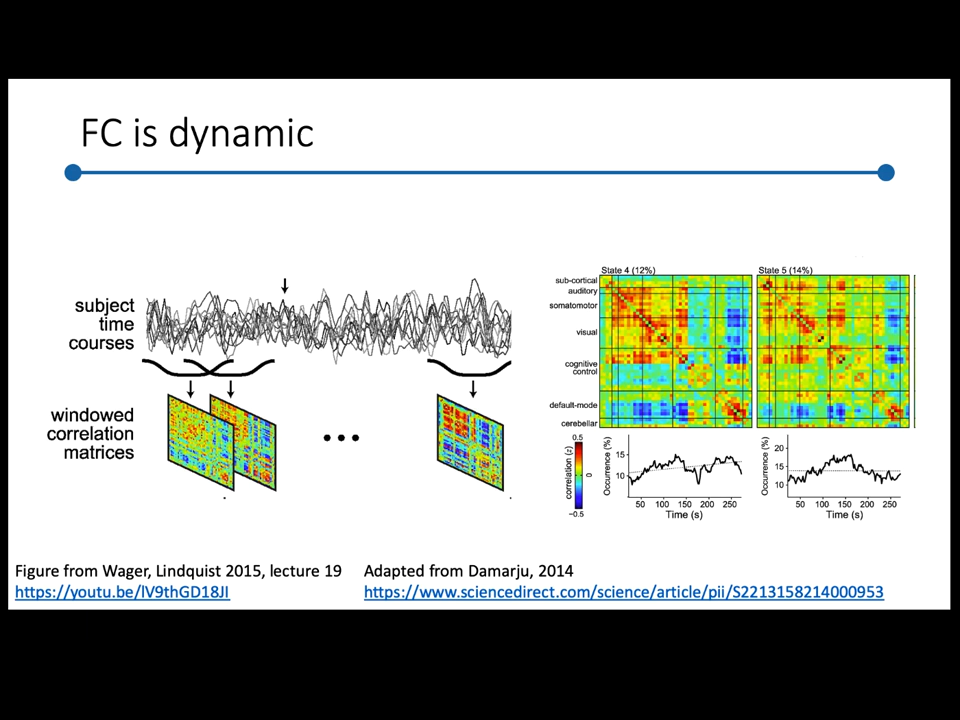 FC is dynamic
subject
time
courses
windowed
correlation
matrices
State 4 (12%)
State 5 (14%)
sub-cortical
auditory
somatomotor
visual
cognitive
control
default-mode
cerebellar
0.5
0
−0.5
correlation (z)
Occurrence (%)
15
10
50 100 150 200 250
Time (s)
Occurrence (%)
20
15
10
50 100 150 200 250
Time (s)
Figure from Wager, Lindquist 2015, lecture 19
https://youtu.be/lV9thGD18JI
Adapted from Damarju, 2014
https://www.sciencedirect.com/science/article/pii/S2213158214000953